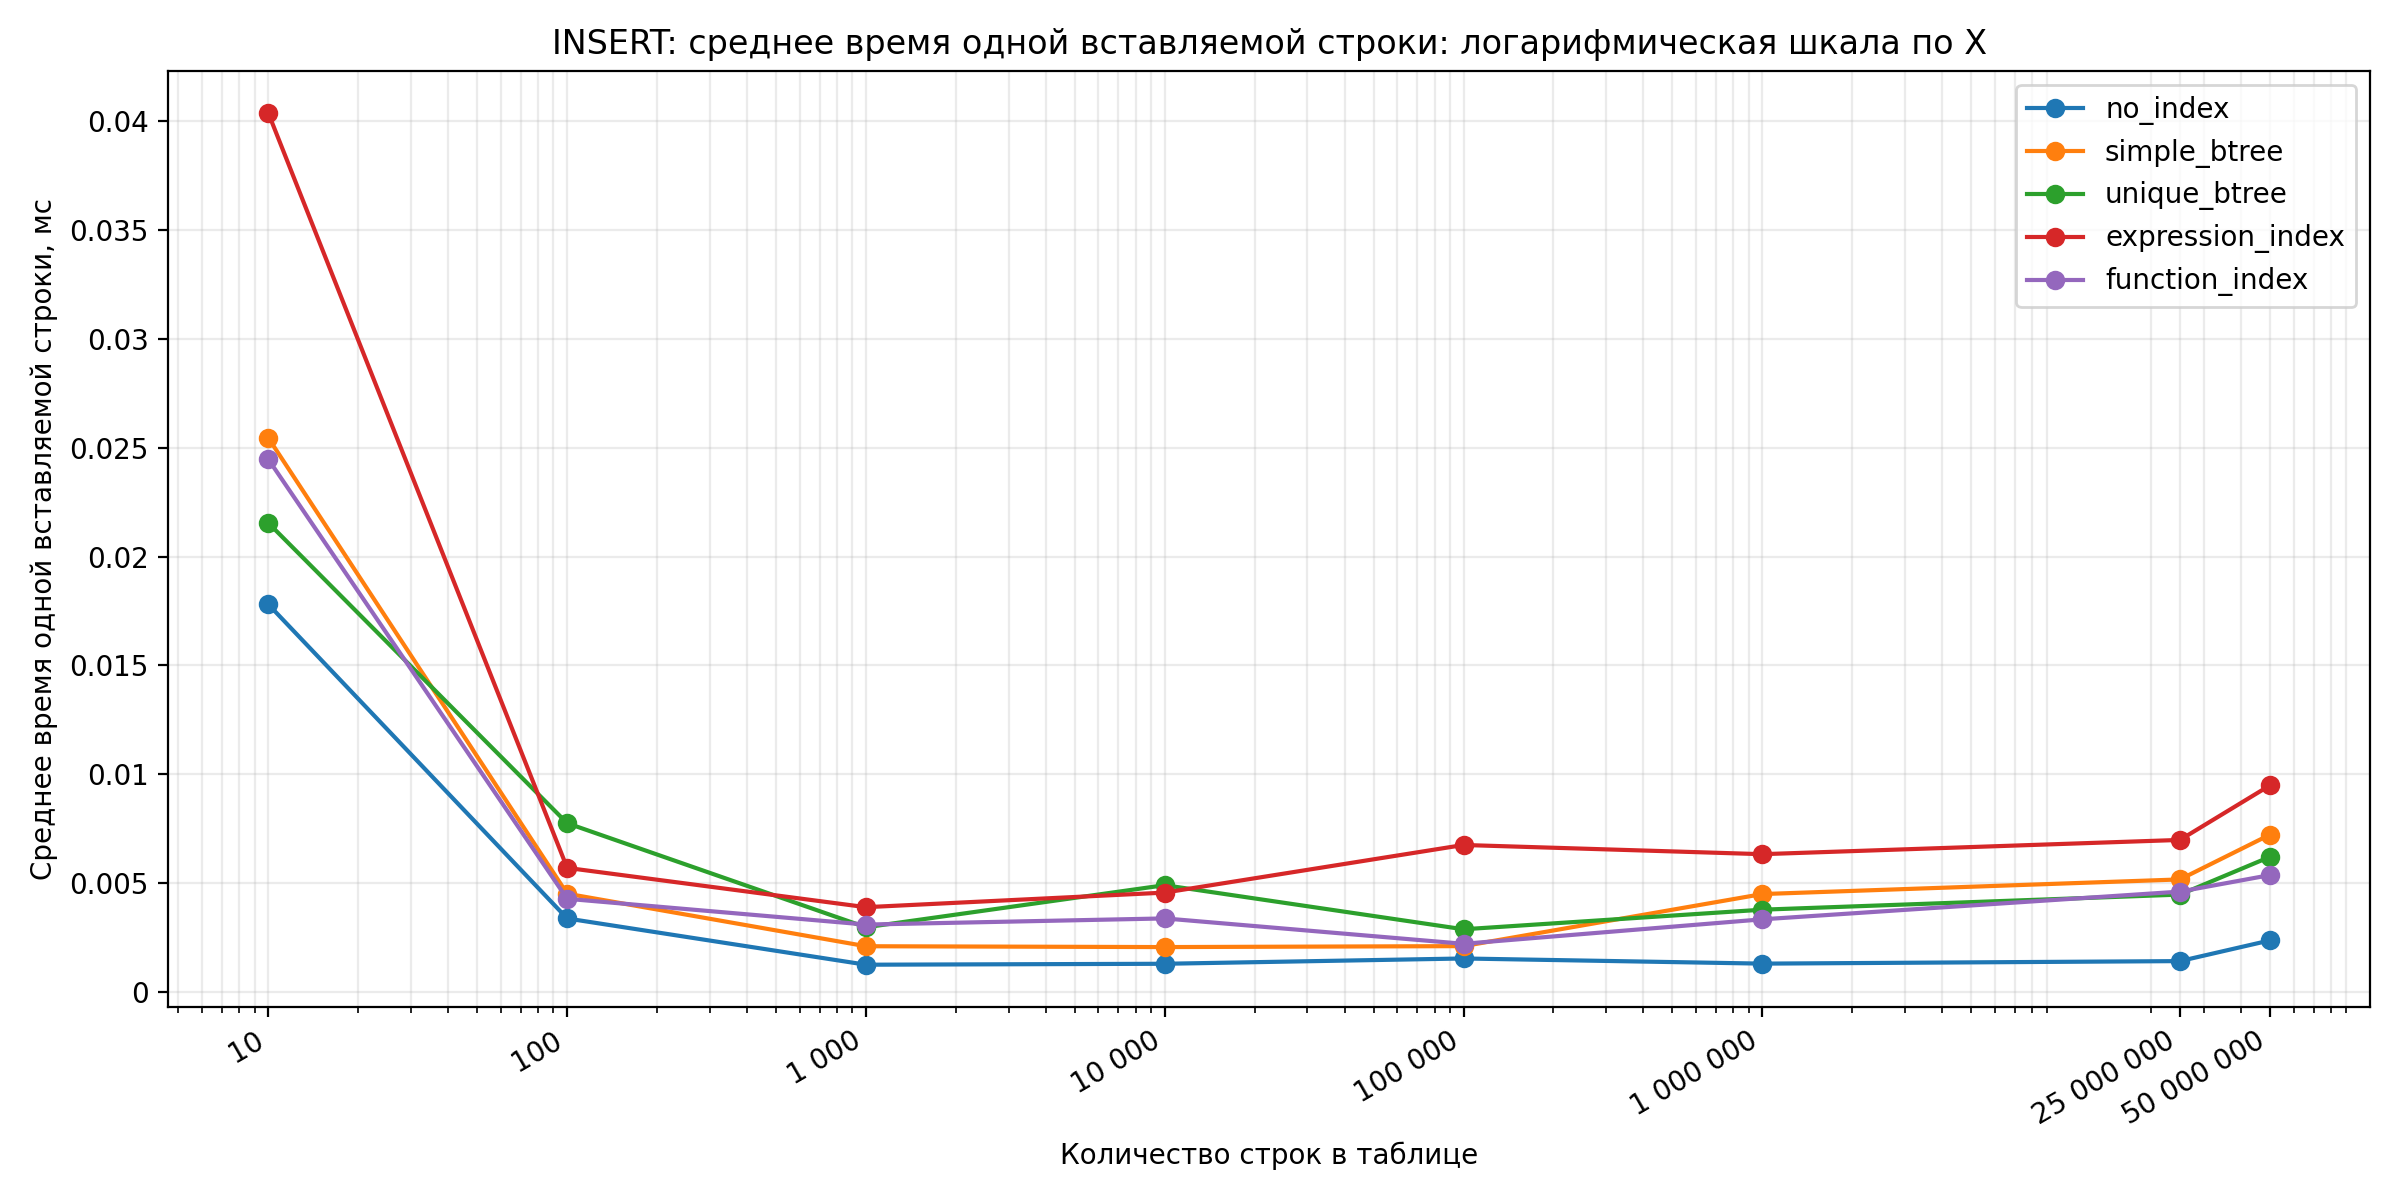 INSERT: среднее время одной вставляемой строки: логарифмическая шкала по X
Среднее время одной вставляемой строки, мс
0.04
0.035
0.03
0.025
0.02
0.015
0.01
0.005
0
no_index
simple_btree
unique_btree
expression_index
function_index
10
100
1 000
10 000
100 000
1 000 000
25 000 000
50 000 000
Количество строк в таблице